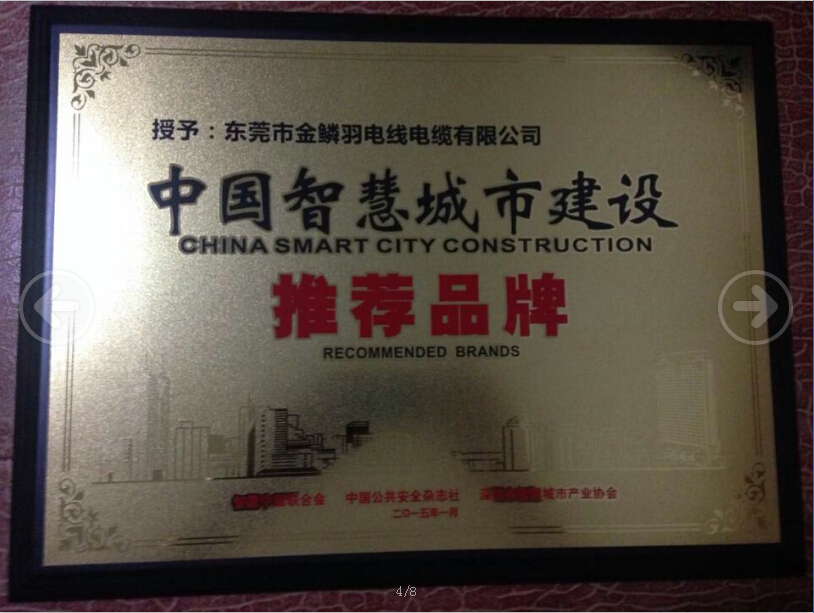 授予：东莞市金鳞羽电线电缆有限公司
中国智慧城市建设
CHINA SMART CITY CONSTRUCTION
推荐品牌
RECOMMENDED BRANDS
联合会 中国公共安全杂志社 城市产业协会
二〇一五年一月
4/8